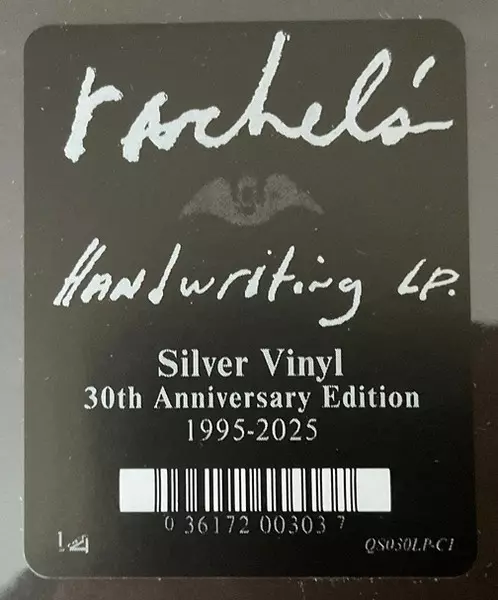 rachel's
Handwriting LP.
Silver Vinyl
30th Anniversary Edition
1995-2025
0 36172 00303 7
QS030LP-C1